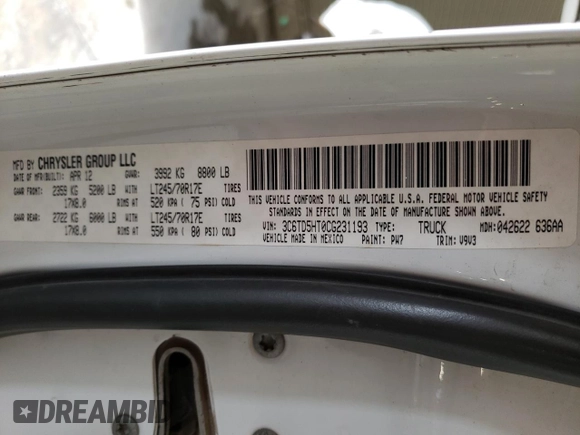 MFD BY CHRYSLER GROUP LLC
DATE OF MFR(BUILT): APR 12 GVWR: 3992 KG 8800 LB
GAWR FRONT: 2359 KG 5200 LB WITH LT245/70R17E TIRES
17X8.0 RIMS AT 520 KPA ( 75 PSI) COLD
GAWR REAR: 2722 KG 6000 LB WITH LT245/70R17E TIRES
17X8.0 RIMS AT 550 KPA ( 80 PSI) COLD
THIS VEHICLE CONFORMS TO ALL APPLICABLE U.S.A. FEDERAL MOTOR VEHICLE SAFETY
STANDARDS IN EFFECT ON THE DATE OF MANUFACTURE SHOWN ABOVE.
VIN: 3C6TD5HT0CG231193 TYPE: TRUCK MDH: 042622 636AA
VEHICLE MADE IN MEXICO PAINT: PW7 TRIM: V9V3
DREAMBID